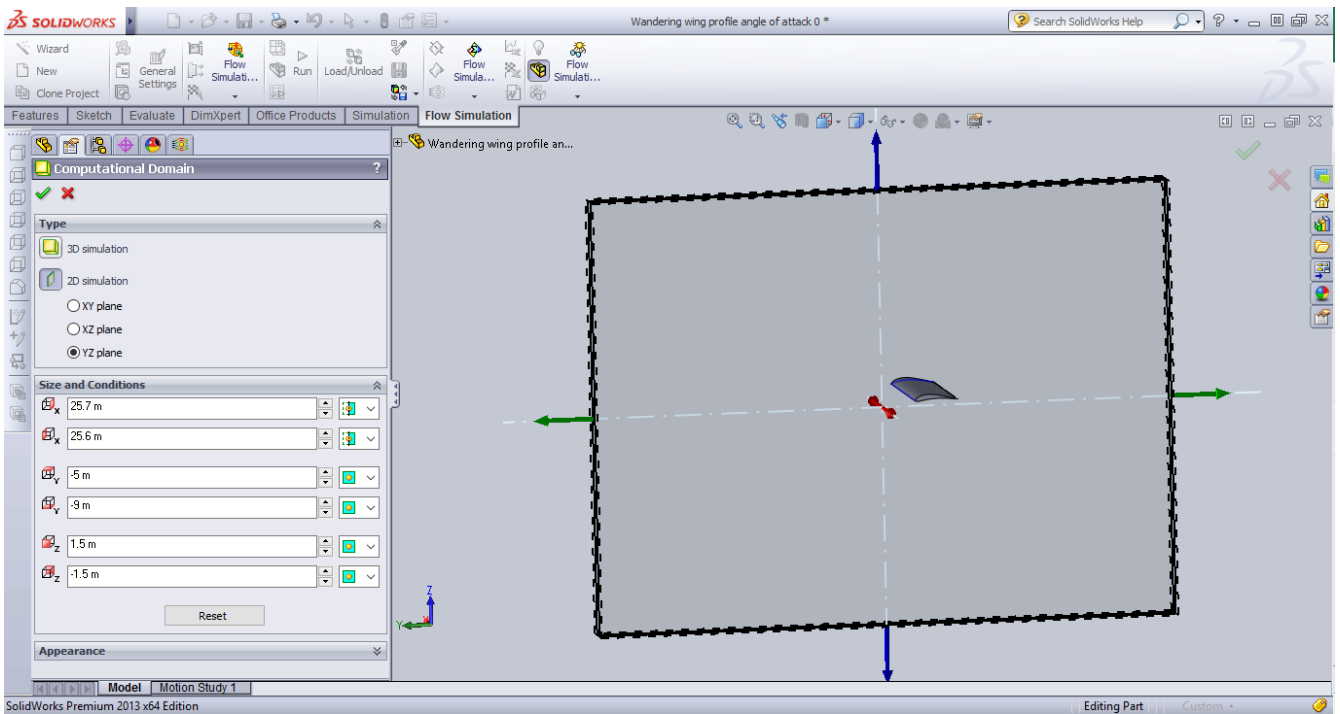 SOLIDWORKS
Wandering wing profile angle of attack 0 *
Search SolidWorks Help
Wizard
New
Clone Project
General Settings
Flow Simulati...
Run
Load/Unload
Flow Simula...
Flow Simulati...
Features
Sketch
Evaluate
DimXpert
Office Products
Simulation
Flow Simulation
Wandering wing profile an...
Computational Domain
?
Type
3D simulation
2D simulation
XY plane
XZ plane
YZ plane
Size and Conditions
X 25.7 m
X 25.6 m
Y -5 m
Y -9 m
Z 1.5 m
Z -1.5 m
Reset
Appearance
Z
Y
Model
Motion Study 1
SolidWorks Premium 2013 x64 Edition
Editing Part
Custom